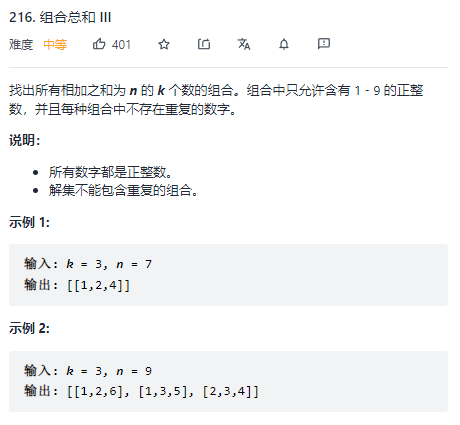 216. 组合总和 III
难度 中等 401
找出所有相加之和为 n 的 k 个数的组合。组合中只允许含有 1 - 9 的正整
数，并且每种组合中不存在重复的数字。
说明：
• 所有数字都是正整数。
• 解集不能包含重复的组合。
示例 1:
输入: k = 3, n = 7
输出: [[1,2,4]]
示例 2:
输入: k = 3, n = 9
输出: [[1,2,6], [1,3,5], [2,3,4]]